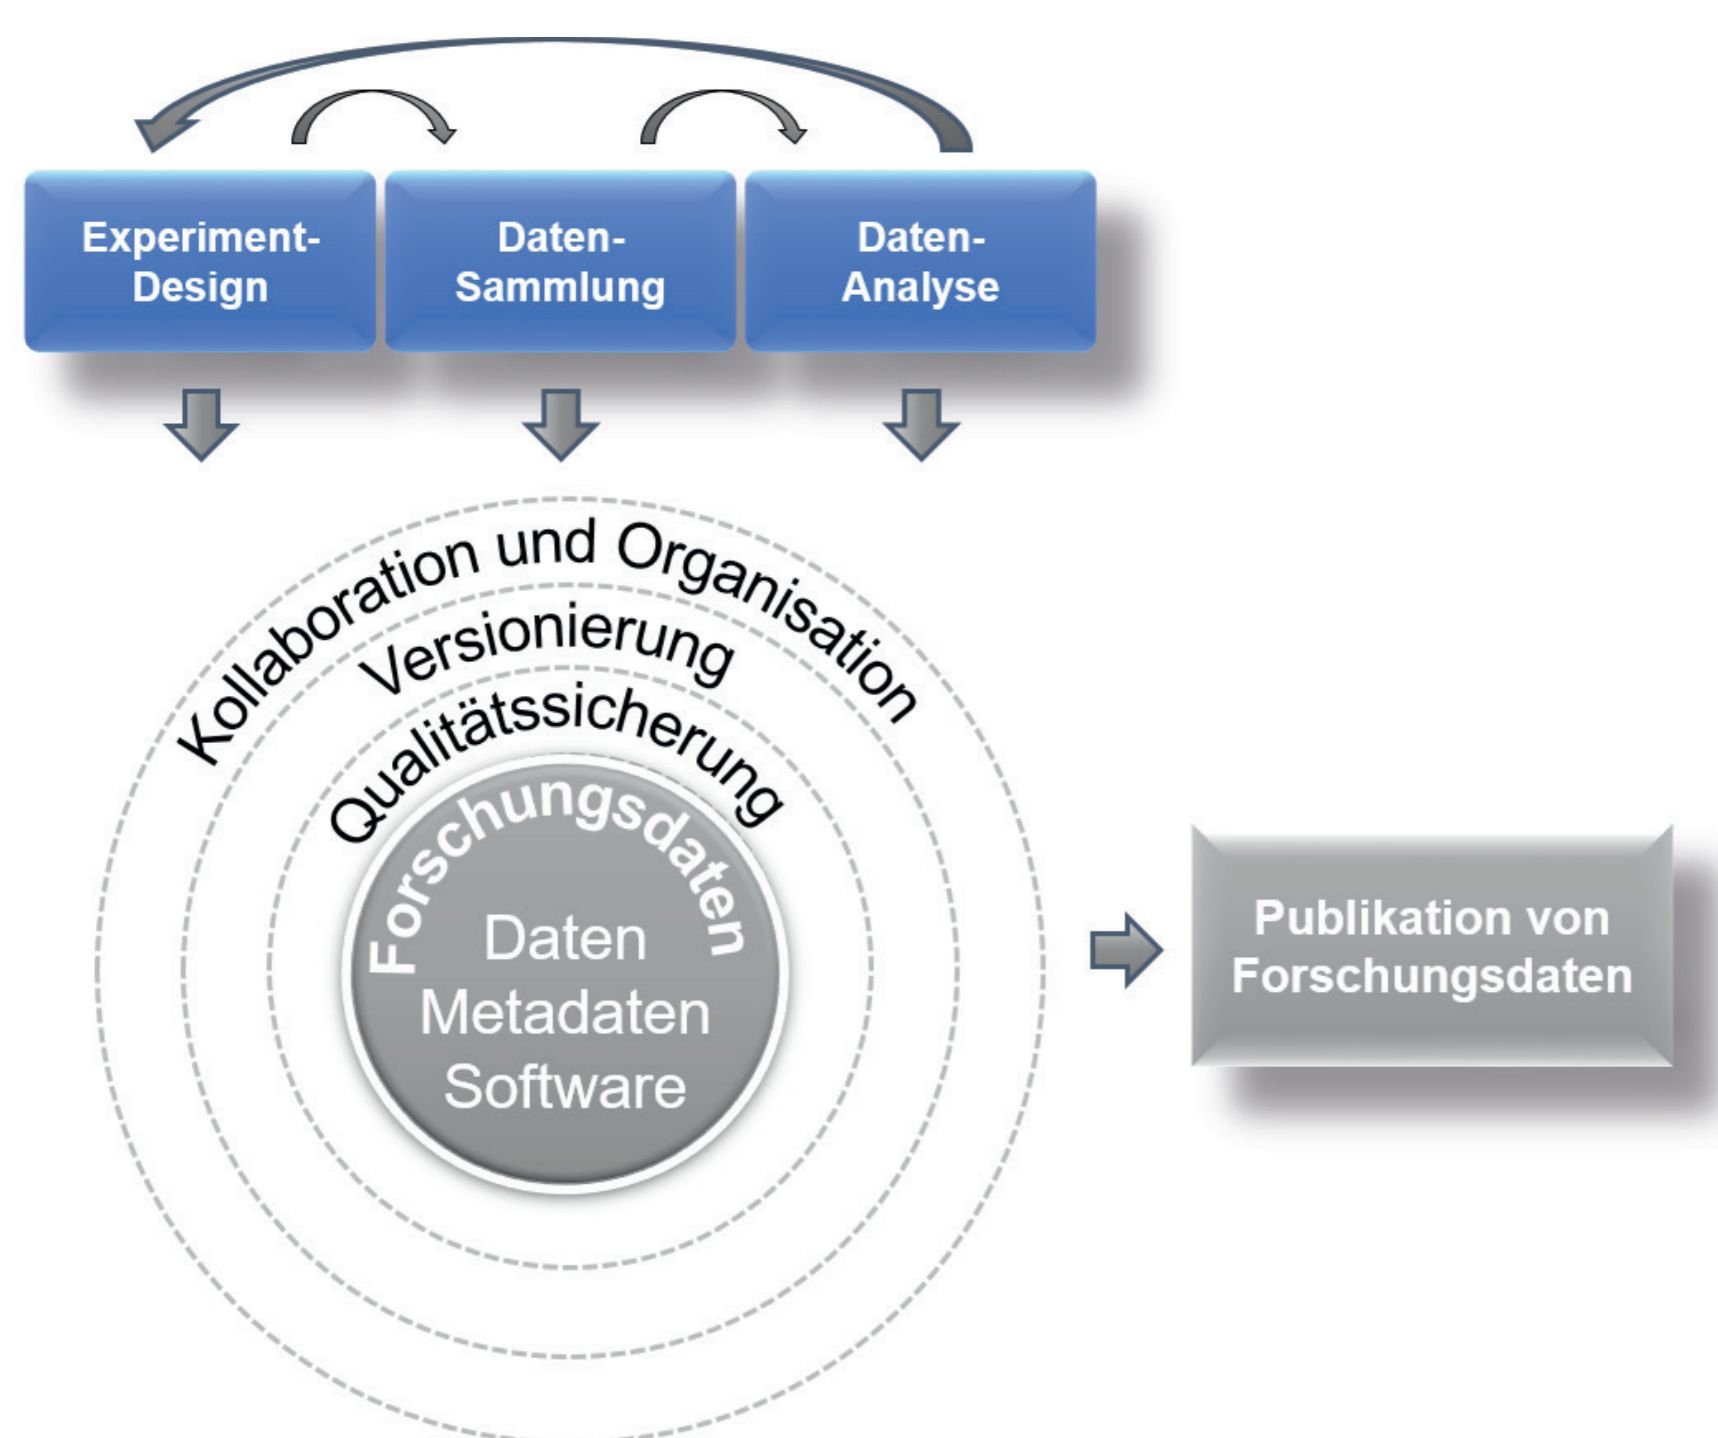 Experiment-
Design
Daten-
Sammlung
Daten-
Analyse
Kollaboration und Organisation
Versionierung
Qualitätssicherung
Forschungsdaten
Daten
Metadaten
Software
Publikation von
Forschungsdaten